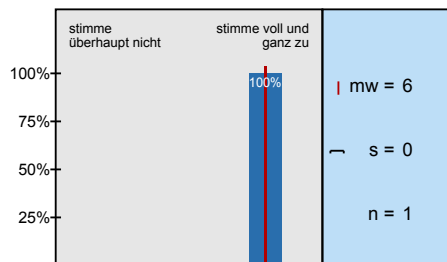 stimme
überhaupt nicht
stimme voll und
ganz zu
100%
75%
50%
25%
100%
mw = 6
s = 0
n = 1